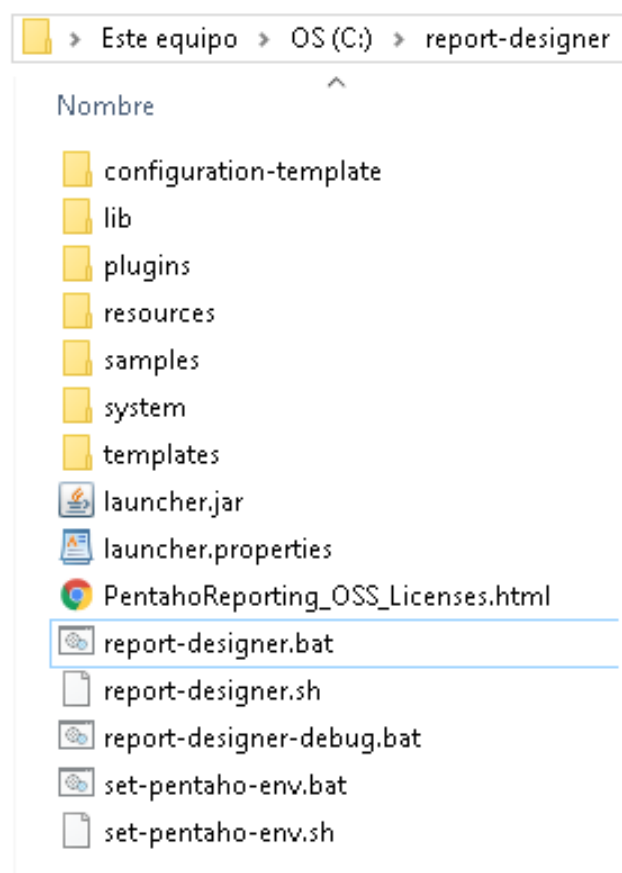 Este equipo > OS (C:) > report-designer
Nombre
configuration-template
lib
plugins
resources
samples
system
templates
launcher.jar
launcher.properties
PentahoReporting_OSS_Licenses.html
report-designer.bat
report-designer.sh
report-designer-debug.bat
set-pentaho-env.bat
set-pentaho-env.sh